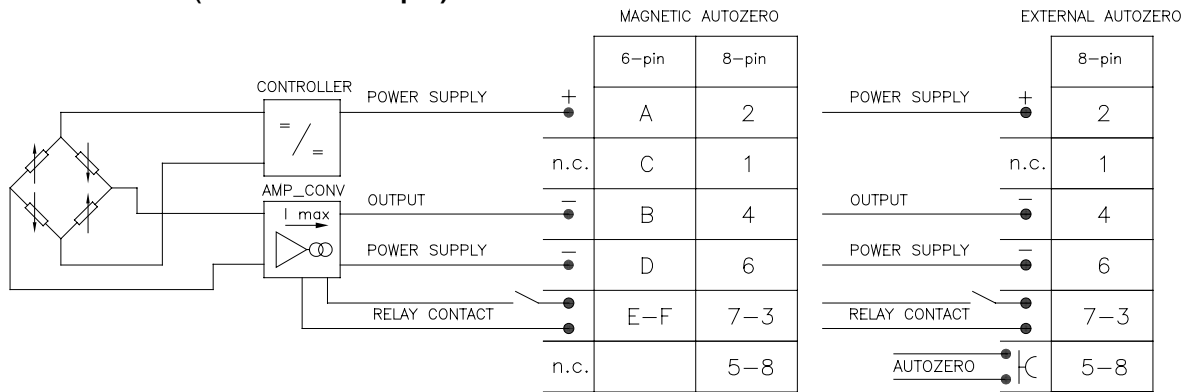 MAGNETIC AUTOZERO
EXTERNAL AUTOZERO
6-pin 8-pin
8-pin
CONTROLLER
= / =
POWER SUPPLY + A 2
POWER SUPPLY + 2
n.c. C 1
n.c. 1
AMP_CONV
I max
OUTPUT - B 4
OUTPUT - 4
POWER SUPPLY - D 6
POWER SUPPLY - 6
RELAY CONTACT E-F 7-3
RELAY CONTACT 7-3
n.c. 5-8
AUTOZERO 5-8